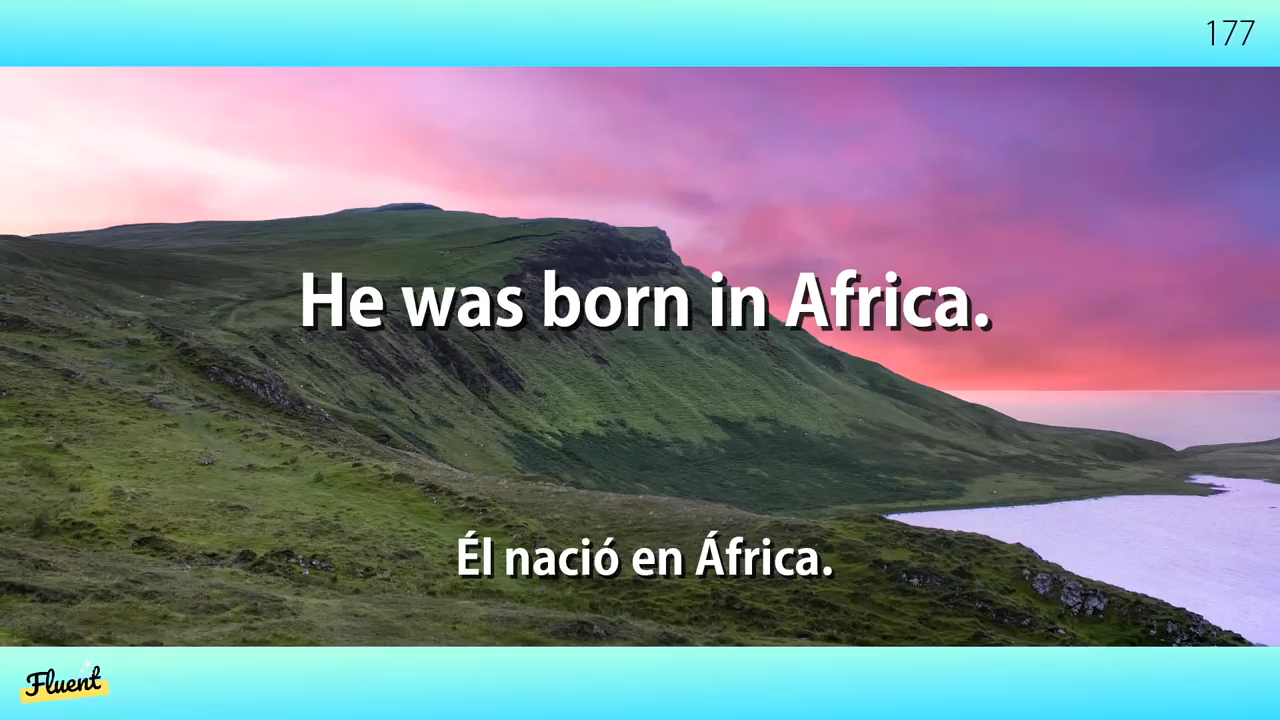 177
He was born in Africa.
Él nació en África.
Fluent